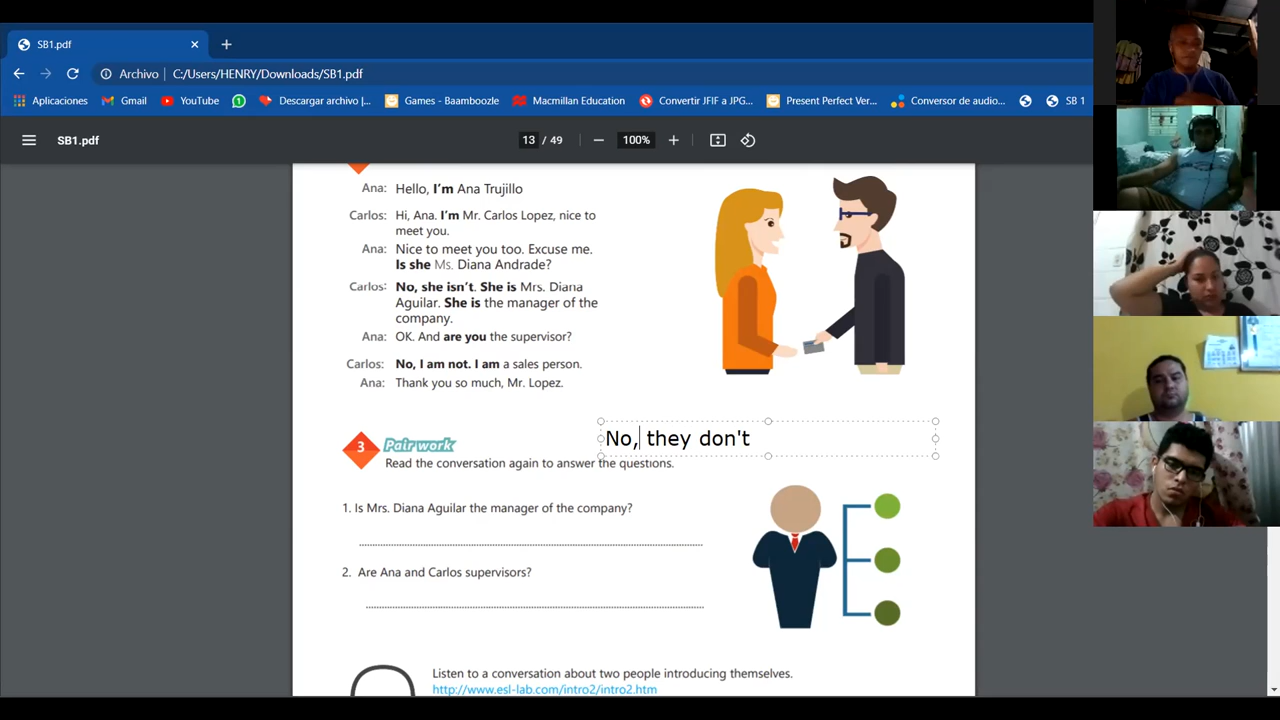 SB1.pdf
Archivo C:/Users/HENRY/Downloads/SB1.pdf
Aplicaciones Gmail YouTube 1 Descargar archivo |... Games - Baamboozle Macmillan Education Convertir JFIF a JPG... Present Perfect Ver... Conversor de audio... SB 1
SB1.pdf 13 / 49 100%
Ana: Hello, I'm Ana Trujillo
Carlos: Hi, Ana. I'm Mr. Carlos Lopez, nice to
meet you.
Ana: Nice to meet you too. Excuse me.
Is she Ms. Diana Andrade?
Carlos: No, she isn't. She is Mrs. Diana
Aguilar. She is the manager of the
company.
Ana: OK. And are you the supervisor?
Carlos: No, I am not. I am a sales person.
Ana: Thank you so much, Mr. Lopez.
No, they don't
3 Pair work
Read the conversation again to answer the questions.
1. Is Mrs. Diana Aguilar the manager of the company?
2. Are Ana and Carlos supervisors?
Listen to a conversation about two people introducing themselves.
http://www.esl-lab.com/intro2/intro2.htm